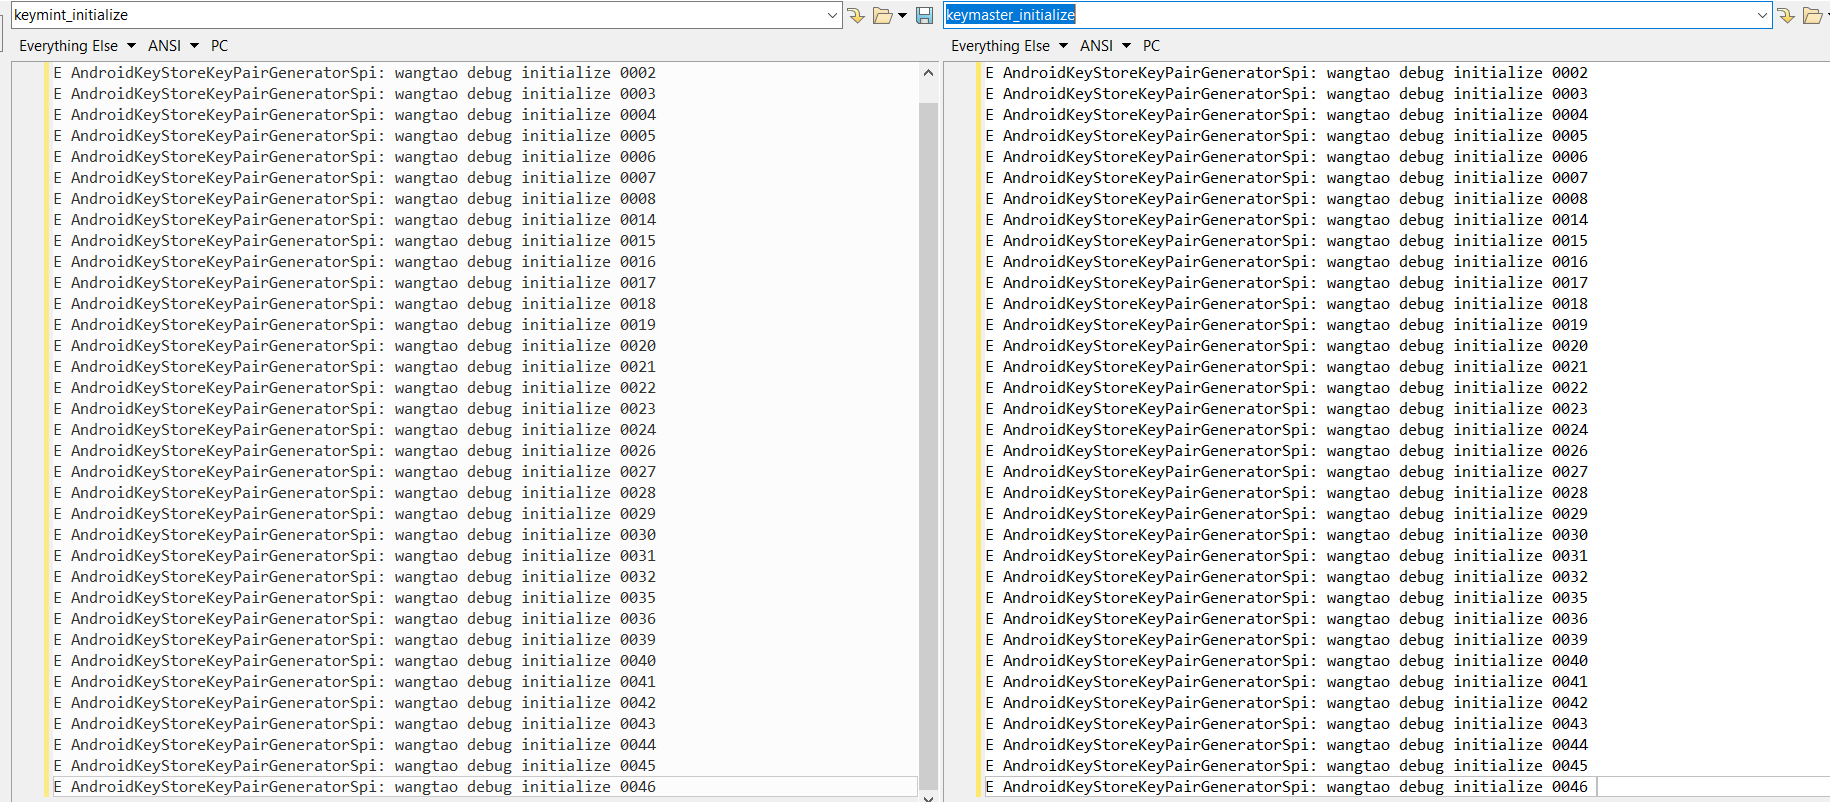 keymint_initialize
Everything Else ANSI PC
E AndroidKeyStoreKeyPairGeneratorSpi: wangtao debug initialize 0002
E AndroidKeyStoreKeyPairGeneratorSpi: wangtao debug initialize 0003
E AndroidKeyStoreKeyPairGeneratorSpi: wangtao debug initialize 0004
E AndroidKeyStoreKeyPairGeneratorSpi: wangtao debug initialize 0005
E AndroidKeyStoreKeyPairGeneratorSpi: wangtao debug initialize 0006
E AndroidKeyStoreKeyPairGeneratorSpi: wangtao debug initialize 0007
E AndroidKeyStoreKeyPairGeneratorSpi: wangtao debug initialize 0008
E AndroidKeyStoreKeyPairGeneratorSpi: wangtao debug initialize 0014
E AndroidKeyStoreKeyPairGeneratorSpi: wangtao debug initialize 0015
E AndroidKeyStoreKeyPairGeneratorSpi: wangtao debug initialize 0016
E AndroidKeyStoreKeyPairGeneratorSpi: wangtao debug initialize 0017
E AndroidKeyStoreKeyPairGeneratorSpi: wangtao debug initialize 0018
E AndroidKeyStoreKeyPairGeneratorSpi: wangtao debug initialize 0019
E AndroidKeyStoreKeyPairGeneratorSpi: wangtao debug initialize 0020
E AndroidKeyStoreKeyPairGeneratorSpi: wangtao debug initialize 0021
E AndroidKeyStoreKeyPairGeneratorSpi: wangtao debug initialize 0022
E AndroidKeyStoreKeyPairGeneratorSpi: wangtao debug initialize 0023
E AndroidKeyStoreKeyPairGeneratorSpi: wangtao debug initialize 0024
E AndroidKeyStoreKeyPairGeneratorSpi: wangtao debug initialize 0026
E AndroidKeyStoreKeyPairGeneratorSpi: wangtao debug initialize 0027
E AndroidKeyStoreKeyPairGeneratorSpi: wangtao debug initialize 0028
E AndroidKeyStoreKeyPairGeneratorSpi: wangtao debug initialize 0029
E AndroidKeyStoreKeyPairGeneratorSpi: wangtao debug initialize 0030
E AndroidKeyStoreKeyPairGeneratorSpi: wangtao debug initialize 0031
E AndroidKeyStoreKeyPairGeneratorSpi: wangtao debug initialize 0032
E AndroidKeyStoreKeyPairGeneratorSpi: wangtao debug initialize 0035
E AndroidKeyStoreKeyPairGeneratorSpi: wangtao debug initialize 0036
E AndroidKeyStoreKeyPairGeneratorSpi: wangtao debug initialize 0039
E AndroidKeyStoreKeyPairGeneratorSpi: wangtao debug initialize 0040
E AndroidKeyStoreKeyPairGeneratorSpi: wangtao debug initialize 0041
E AndroidKeyStoreKeyPairGeneratorSpi: wangtao debug initialize 0042
E AndroidKeyStoreKeyPairGeneratorSpi: wangtao debug initialize 0043
E AndroidKeyStoreKeyPairGeneratorSpi: wangtao debug initialize 0044
E AndroidKeyStoreKeyPairGeneratorSpi: wangtao debug initialize 0045
E AndroidKeyStoreKeyPairGeneratorSpi: wangtao debug initialize 0046
keymaster_initialize
Everything Else ANSI PC
E AndroidKeyStoreKeyPairGeneratorSpi: wangtao debug initialize 0002
E AndroidKeyStoreKeyPairGeneratorSpi: wangtao debug initialize 0003
E AndroidKeyStoreKeyPairGeneratorSpi: wangtao debug initialize 0004
E AndroidKeyStoreKeyPairGeneratorSpi: wangtao debug initialize 0005
E AndroidKeyStoreKeyPairGeneratorSpi: wangtao debug initialize 0006
E AndroidKeyStoreKeyPairGeneratorSpi: wangtao debug initialize 0007
E AndroidKeyStoreKeyPairGeneratorSpi: wangtao debug initialize 0008
E AndroidKeyStoreKeyPairGeneratorSpi: wangtao debug initialize 0014
E AndroidKeyStoreKeyPairGeneratorSpi: wangtao debug initialize 0015
E AndroidKeyStoreKeyPairGeneratorSpi: wangtao debug initialize 0016
E AndroidKeyStoreKeyPairGeneratorSpi: wangtao debug initialize 0017
E AndroidKeyStoreKeyPairGeneratorSpi: wangtao debug initialize 0018
E AndroidKeyStoreKeyPairGeneratorSpi: wangtao debug initialize 0019
E AndroidKeyStoreKeyPairGeneratorSpi: wangtao debug initialize 0020
E AndroidKeyStoreKeyPairGeneratorSpi: wangtao debug initialize 0021
E AndroidKeyStoreKeyPairGeneratorSpi: wangtao debug initialize 0022
E AndroidKeyStoreKeyPairGeneratorSpi: wangtao debug initialize 0023
E AndroidKeyStoreKeyPairGeneratorSpi: wangtao debug initialize 0024
E AndroidKeyStoreKeyPairGeneratorSpi: wangtao debug initialize 0026
E AndroidKeyStoreKeyPairGeneratorSpi: wangtao debug initialize 0027
E AndroidKeyStoreKeyPairGeneratorSpi: wangtao debug initialize 0028
E AndroidKeyStoreKeyPairGeneratorSpi: wangtao debug initialize 0029
E AndroidKeyStoreKeyPairGeneratorSpi: wangtao debug initialize 0030
E AndroidKeyStoreKeyPairGeneratorSpi: wangtao debug initialize 0031
E AndroidKeyStoreKeyPairGeneratorSpi: wangtao debug initialize 0032
E AndroidKeyStoreKeyPairGeneratorSpi: wangtao debug initialize 0035
E AndroidKeyStoreKeyPairGeneratorSpi: wangtao debug initialize 0036
E AndroidKeyStoreKeyPairGeneratorSpi: wangtao debug initialize 0039
E AndroidKeyStoreKeyPairGeneratorSpi: wangtao debug initialize 0040
E AndroidKeyStoreKeyPairGeneratorSpi: wangtao debug initialize 0041
E AndroidKeyStoreKeyPairGeneratorSpi: wangtao debug initialize 0042
E AndroidKeyStoreKeyPairGeneratorSpi: wangtao debug initialize 0043
E AndroidKeyStoreKeyPairGeneratorSpi: wangtao debug initialize 0044
E AndroidKeyStoreKeyPairGeneratorSpi: wangtao debug initialize 0045
E AndroidKeyStoreKeyPairGeneratorSpi: wangtao debug initialize 0046